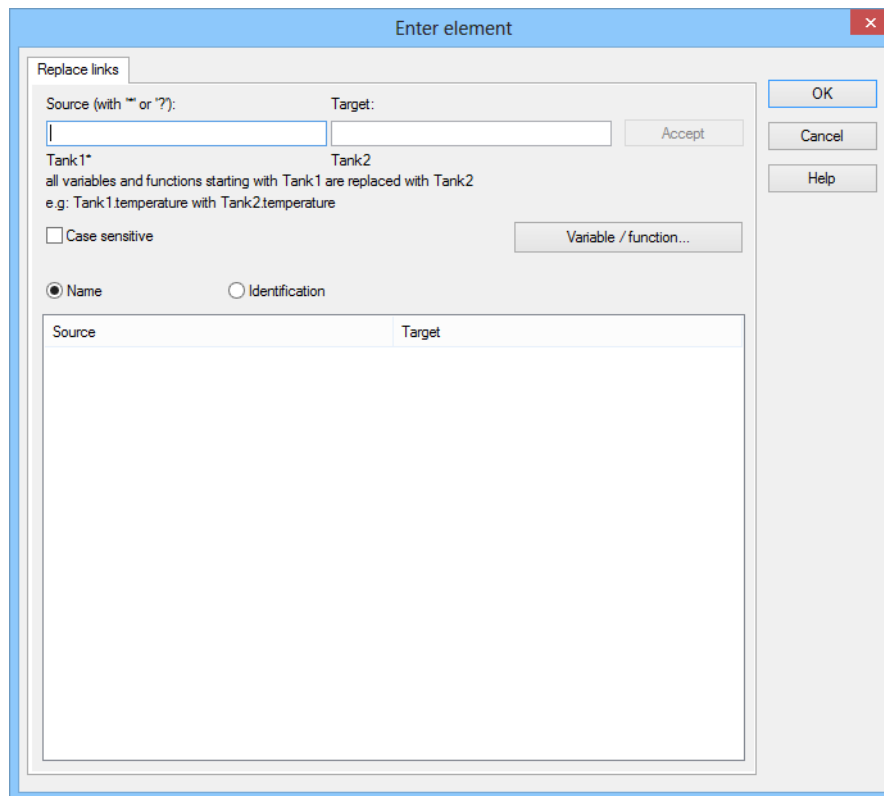 Enter element
Replace links
Source (with '*' or '?'):
Target:
Accept
OK
Cancel
Help
Tank1*
Tank2
all variables and functions starting with Tank1 are replaced with Tank2
e.g: Tank1.temperature with Tank2.temperature
Case sensitive
Variable / function...
Name
Identification
Source
Target